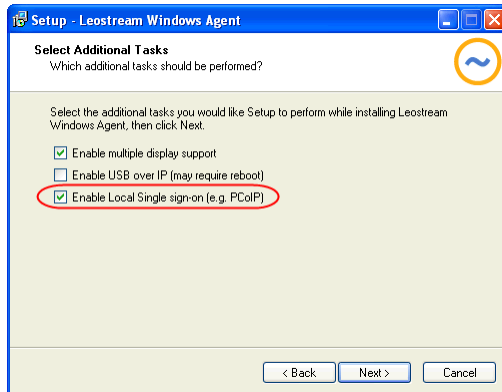 Setup - Leostream Windows Agent
Select Additional Tasks
Which additional tasks should be performed?
Select the additional tasks you would like Setup to perform while installing Leostream
Windows Agent, then click Next.
Enable multiple display support
Enable USB over IP (may require reboot)
Enable Local Single sign-on (e.g. PCoIP)
< Back
Next >
Cancel